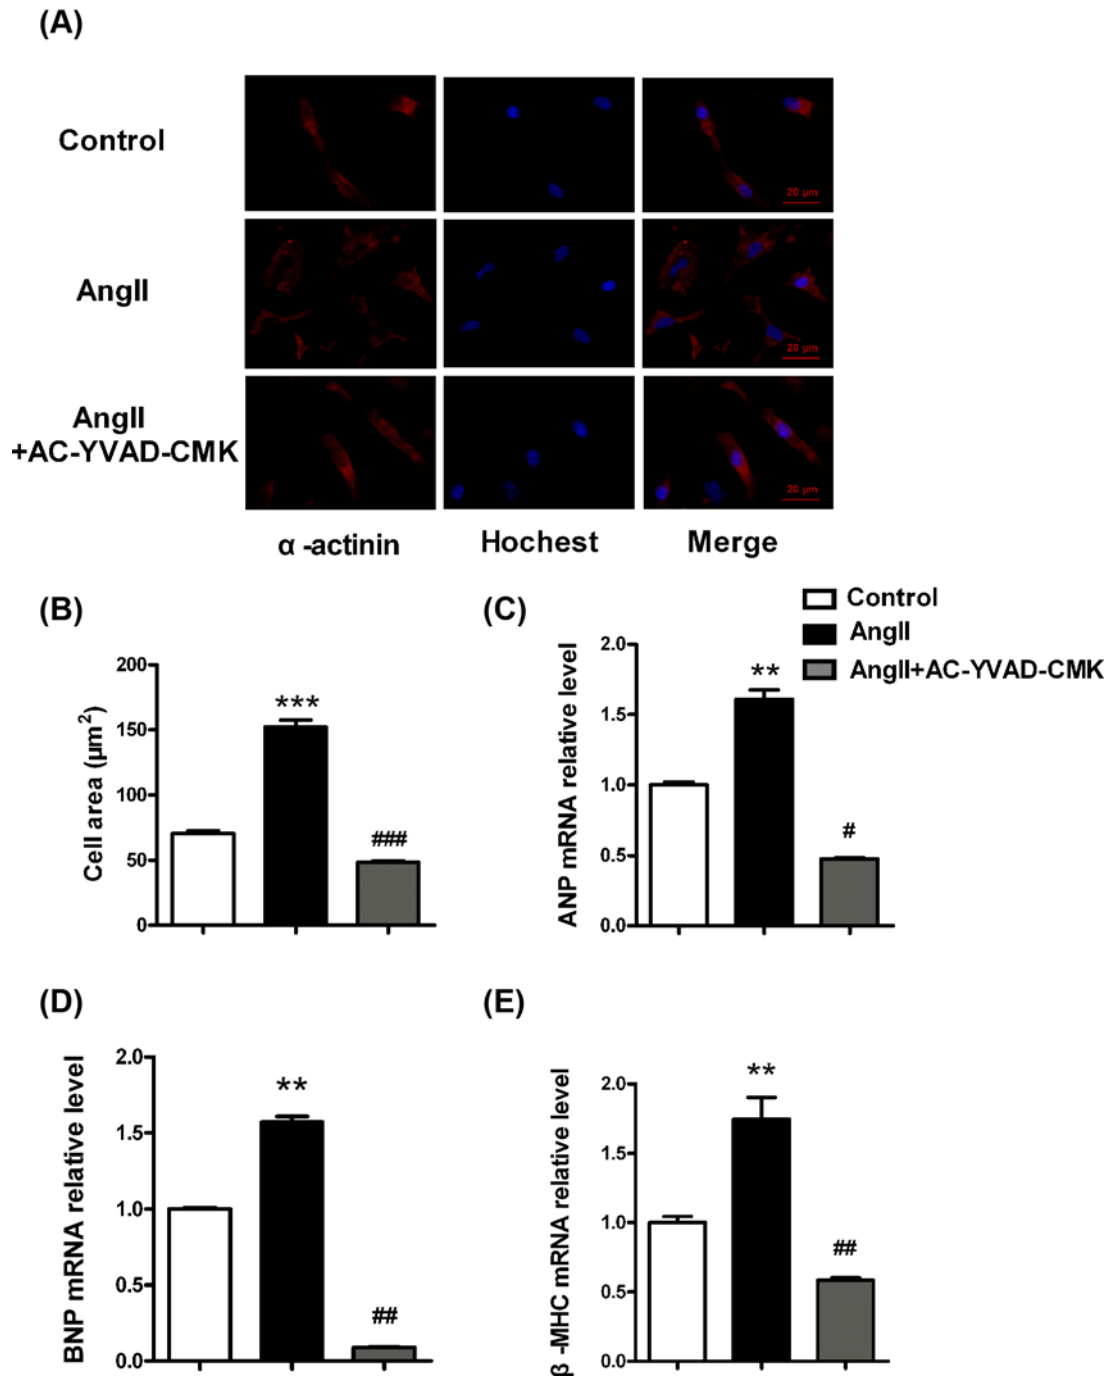 (A)
Control
20 µm
AngII
20 µm
AngII
+AC-YVAD-CMK
20 µm
α -actinin
Hochest
Merge
(B)
(C)
Control
AngII
AngII+AC-YVAD-CMK
Cell area (µm²)
200
150
100
50
0
***
###
ANP mRNA relative level
2.0
1.5
1.0
0.5
0.0
**
#
(D)
(E)
BNP mRNA relative level
2.0
1.5
1.0
0.5
0.0
**
##
β -MHC mRNA relative level
2.0
1.5
1.0
0.5
0.0
**
##